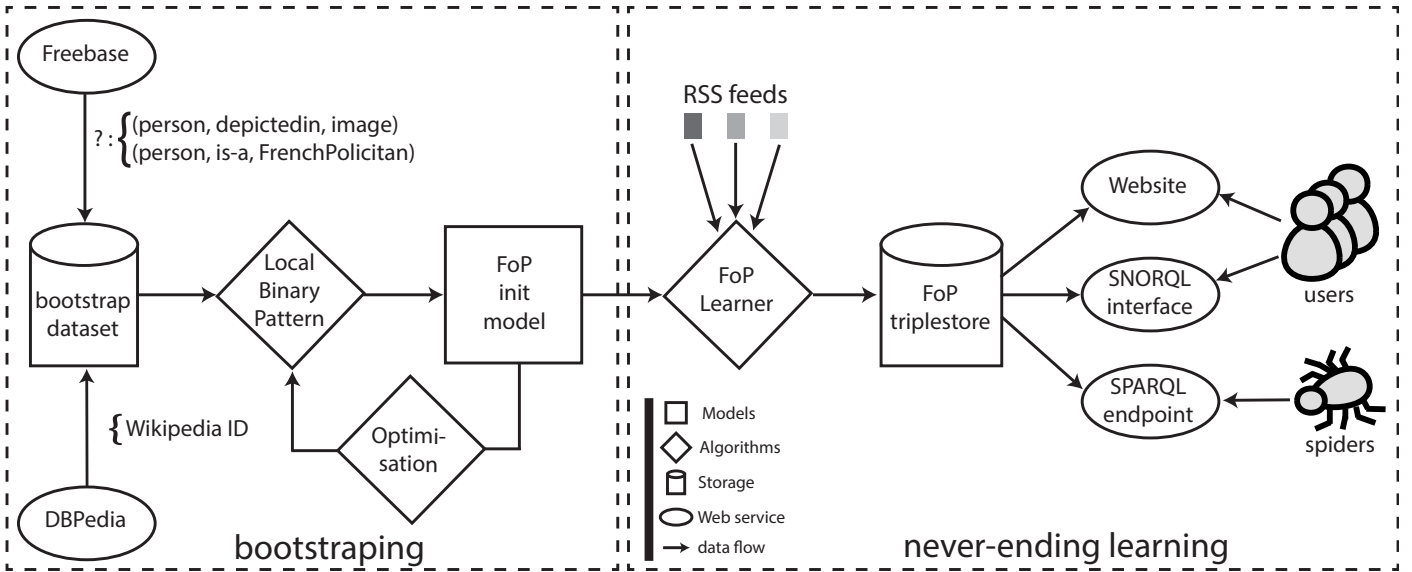 Freebase
? : { (person, depictedin, image)
(person, is-a, FrenchPolicitan)
bootstrap
dataset
Local
Binary
Pattern
FoP
init
model
Optimi-
sation
{ Wikipedia ID
DBPedia
bootstraping
RSS feeds
FoP
Learner
FoP
triplestore
Website
SNORQL
interface
SPARQL
endpoint
users
spiders
Models
Algorithms
Storage
Web service
data flow
never-ending learning